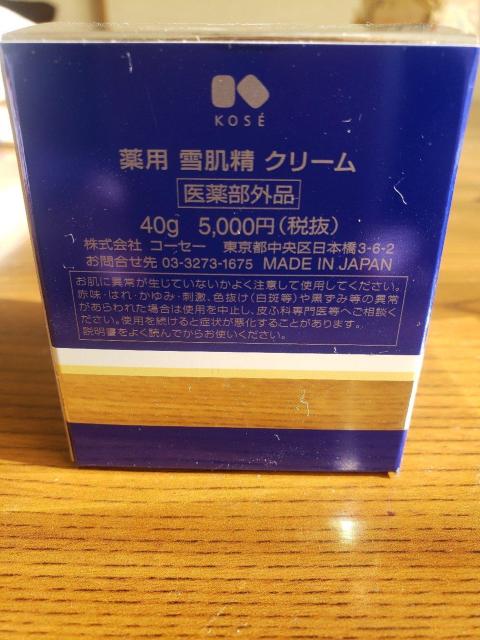 KOSÉ
薬用 雪肌精 クリーム
医薬部外品
40g 5,000円(税抜)
株式会社 コーセー 東京都中央区日本橋3-6-2
お問合せ先 03-3273-1675 MADE IN JAPAN
お肌に異常が生じていないかよく注意して使用してください。
赤味・はれ・かゆみ・刺激、色抜け(白斑等)や黒ずみ等の異常
があらわれた場合は使用を中止し、皮ふ科専門医等へご相談く
ださい。使用を続けると症状が悪化することがあります。
説明書をよく読んでからお使いください。